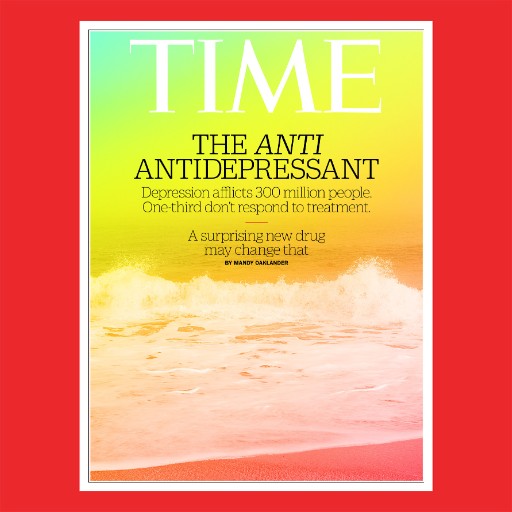 TIME
THE ANTI
ANTIDEPRESSANT
Depression afflicts 300 million people.
One-third don't respond to treatment.
A surprising new drug
may change that
BY MANDY OAKLANDER